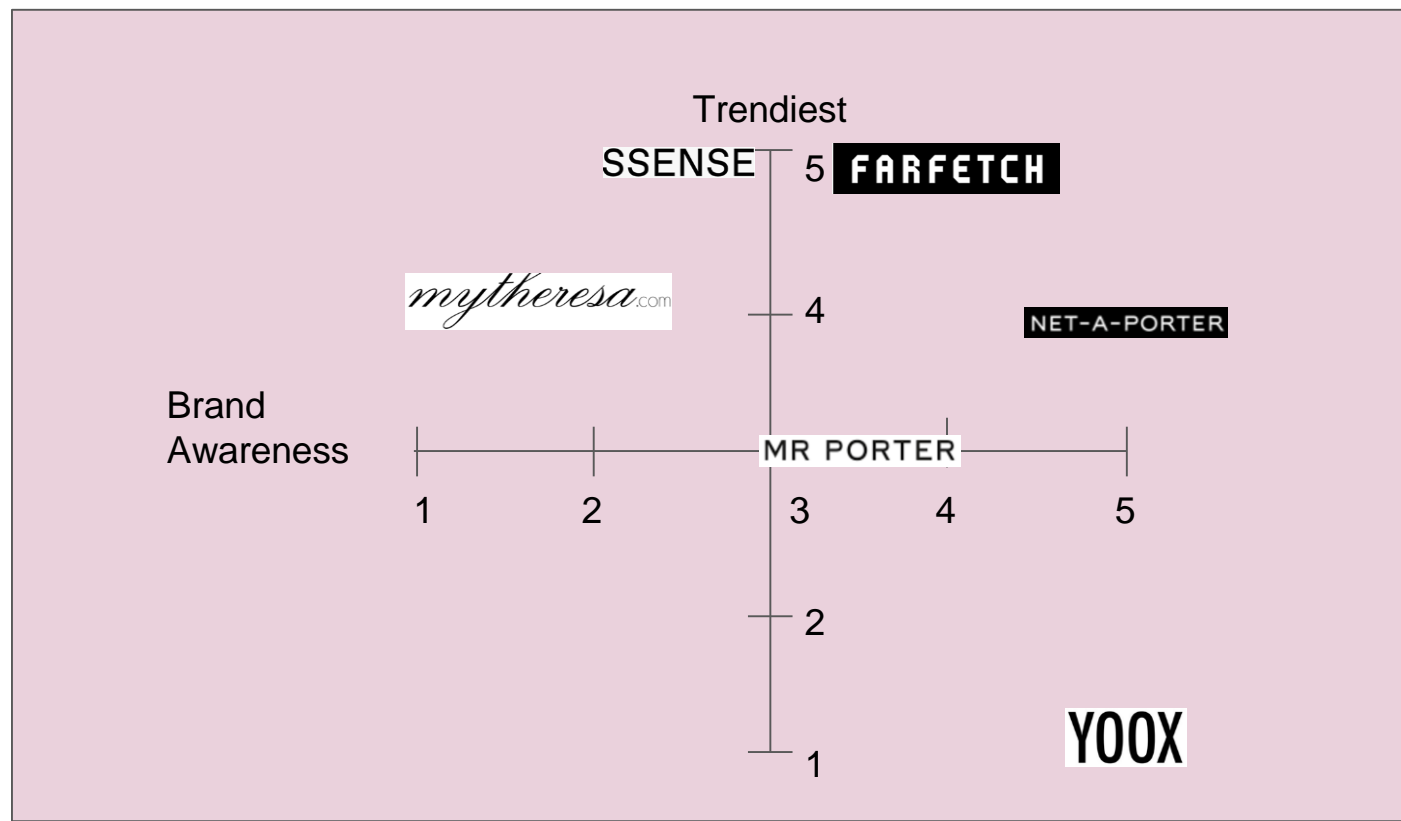 Trendiest
SSENSE
5
FARFETCH
mytheresa.com
4
NET-A-PORTER
Brand
Awareness
MR PORTER
1
2
3
4
5
2
YOOX
1